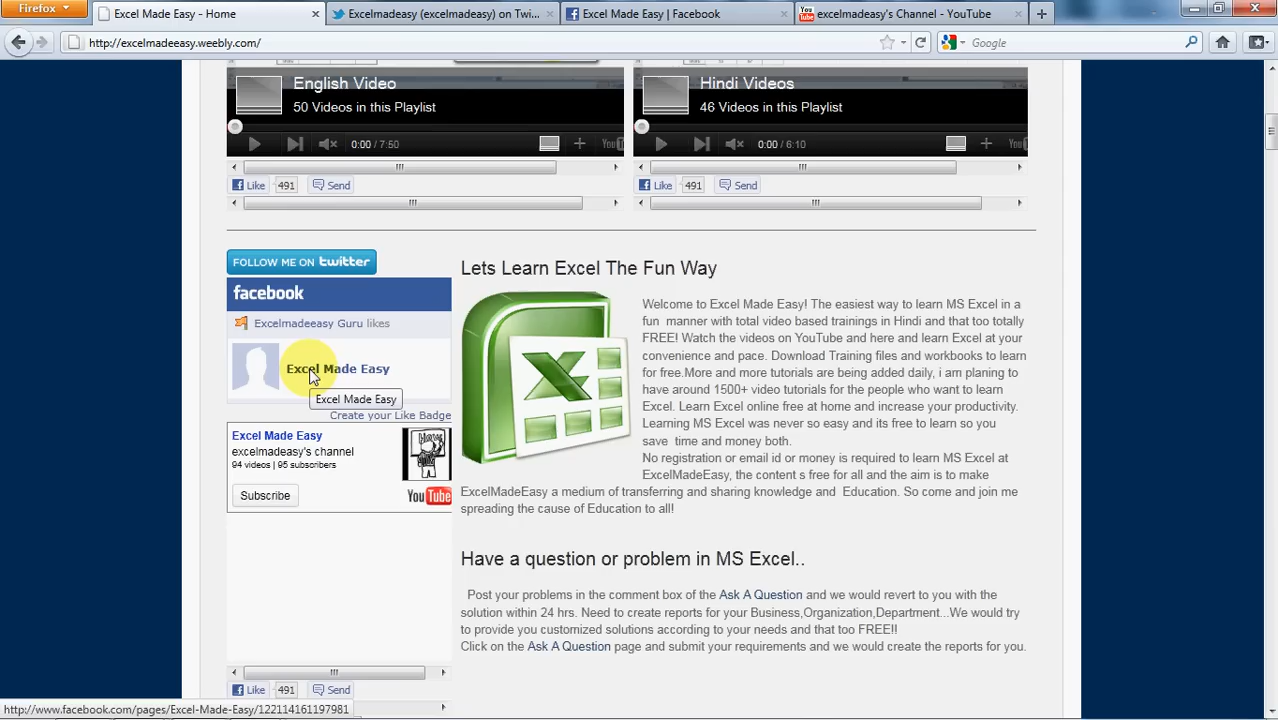 Firefox
Excel Made Easy - Home
Excelmadeasy (excelmadeasy) on Twi...
Excel Made Easy | Facebook
You Tube
excelmadeasy's Channel - YouTube
http://excelmadeeasy.weebly.com/
Google
English Video
50 Videos in this Playlist
0:00 / 7:50
You
Hindi Videos
46 Videos in this Playlist
0:00 / 6:10
You
Like 491 Send
Like 491 Send
FOLLOW ME ON twitter
facebook
Excelmadeeasy Guru likes
Excel Made Easy
Excel Made Easy
Create your Like Badge
Excel Made Easy
excelmadeasy's channel
94 videos | 95 subscribers
Subscribe
YouTube
Like 491 Send
Lets Learn Excel The Fun Way
Welcome to Excel Made Easy! The easiest way to learn MS Excel in a
fun manner with total video based trainings in Hindi and that too totally
FREE! Watch the videos on YouTube and here and learn Excel at your
convenience and pace. Download Training files and workbooks to learn
for free.More and more tutorials are being added daily, i am planing to
have around 1500+ video tutorials for the people who want to learn
Excel. Learn Excel online free at home and increase your productivity.
Learning MS Excel was never so easy and its free to learn so you
save time and money both.
No registration or email id or money is required to learn MS Excel at
ExcelMadeEasy, the content s free for all and the aim is to make
ExcelMadeEasy a medium of transferring and sharing knowledge and Education. So come and join me
spreading the cause of Education to all!
Have a question or problem in MS Excel..
Post your problems in the comment box of the Ask A Question and we would revert to you with the
solution within 24 hrs. Need to create reports for your Business,Organization,Department...We would try
to provide you customized solutions according to your needs and that too FREE!!
Click on the Ask A Question page and submit your requirements and we would create the reports for you.
http://www.facebook.com/pages/Excel-Made-Easy/122114161197981